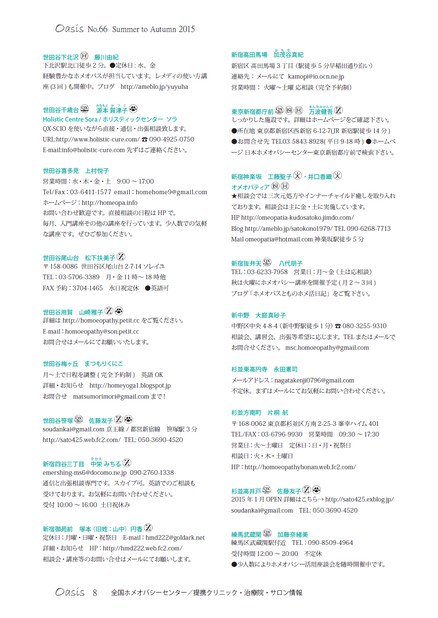 Oasis No.66 Summer to Autumn 2015
世田谷下北沢 Ⓗ 藤川由紀
下北沢駅北口徒歩2分。●定休日:水、金
経験豊かなホメオパスが担当しています。レメディの使い方講
座(3回)も開催中。ブログ http://ameblo.jp/yuyuha
世田谷千歳台 源本 賀津子
Holistic Centre Sora / ホリスティックセンター ソラ
QX-SCIO を使いながら直接・通信・出張相談致します。
URL:http://www.holistic-cure.com/ ☎ 090-4925-0750
E-mail:info@holistic-cure.com 先ずはご連絡ください。
世田谷喜多見 上村悦子
営業時間:水・木・金・土 9:00 〜 17:00
Tel/Fax:03-6411-1577 email:homehome9@gmail.com
ホームページ:http://homeopa.info
お問い合わせ歓迎です。直接相談の日程は HP で。
毎月、入門講座その他の講座を行っています。少人数での気軽
な講座です。ぜひご参加ください。
世田谷尾山台 松下扶美子 Ⓩ
〒158-0086 世田谷区尾山台 2-7-14 ソレイユ
TEL:03-5706-3389 月・金 11 時〜 18 時他
FAX 予約:3704-1465 水日祝定休 ●英語可
世田谷用賀 山崎雅子 Ⓩ
詳細は http://homoeopathy.petit.cc をご覧ください。
E-mail:homoeopathy@son.petit.cc
お問合せはメールにてお願いいたします。
世田谷梅ヶ丘 まつもりくにこ
月〜土で日程を調整 ( 完全予約制 ) 英語 OK
詳細・お知らせ http://homeyoga1.blogspot.jp
お問合せ matsumorimori@gmail.com まで!
世田谷笹塚 佐藤友子 Ⓩ
soudankai@gmail.com 京王線 / 都営新宿線 笹塚駅 3 分
http://sato425.web.fc2.com/ TEL: 050-3690-4520
新宿四谷三丁目 中栄 みちる Ⓩ
emershing-ms6@docomo.ne.jp 090-2760-1338
通信と出張相談専門です。スカイプ可。英語でのご相談も
受けております。お気軽にお問い合わせください。
受付 10:00 〜 16:00 土日祝休み
新宿御苑前 塚本(旧姓:山中)円香 Ⓩ
定休日:月曜・日曜・祝祭日 E-mail:hmd222@goldark.net
詳細・お知らせ HP:http://hmd222.web.fc2.com/
相談会・講座等のお問い合せはメールにてお願いします。
新宿高田馬場 加茂谷真紀
新宿区高田馬場 3 丁目 (駅徒歩 5 分早稲田通り沿い)
連絡先:メールにて kamopi@io.ocn.ne.jp
営業時間: 火曜〜土曜 応相談 (完全予約制)
東京新宿都庁前 万波健吾 Ⓩ
しっかりした施設です。詳細はホームページをご確認下さい。
●所在地 東京都新宿区西新宿 6-12-7(JR 新宿駅徒歩 14 分)
●お問合せ先 TEL03-5843-8928( 平日 9-18 時 ) ●ホームペ
ージ 日本ホメオパシーセンター東京新宿都庁前で検索下さい。
新宿神楽坂 工藤聖子・井口香織
オメオパティア
★相談会では三次元処方やインナーチャイルド癒しを取り入れ
ております。相談会は主に金・土に実施しています。
HP http://omeopatia-kudosatoko.jimdo.com/
Blog http://ameblo.jp/satokono1979/ TEL 090-6268-7713
Mail omeopatia@hotmail.com 神楽坂駅徒歩 5 分
新宿抜弁天 八代朋子
TEL:03-6233-7958 営業日:月〜金 (土は応相談)
秋は火曜にホメオパシー講座を開催予定 ( 月 2 〜 3 回 )
ブログ「ホメオパスとものホメ活日記」をご覧下さい。
新中野 大庭真砂子
中野区中央 4-8-4 (新中野駅徒歩 1 分) ☎ 080-3255-9310
相談会、講習会、出張等希望に応じます。TEL またはメールで
お問合せください。 msc.homoeopathy@gmail.com
杉並東高円寺 永田東司
メールアドレス:nagatakenji0796@gmail.com
不定休。まずはメールにてお気軽にお問い合わせください。
杉並方南町 片桐 航
〒168-0062 東京都杉並区方南 2-25-3 峯幸ハイム 401
TEL/FAX:03-6796-9930 営業時間 09:30 〜 17:30
営業日:火〜土曜日 定休日:日・月・祝祭日
相談日:火・木・土曜日
HP:http://homoeopathyhonan.web.fc2.com/
杉並高井戸 佐藤友子 Ⓩ
2015 年 1 月 OPEN 詳細はこちら→ http://sato425.exblog.jp/
soudankai@gmail.com TEL: 050-3690-4520
練馬武蔵関 加藤奈緒美
練馬区武蔵関駅付近 TEL:090-8509-4964
受付時間 12:00 〜 20:00 不定休
●少人数によりホメオパシー活用座談会を随時開催中です。
Oasis 8 全国ホメオパシーセンター/提携クリニック・治療院・サロン情報